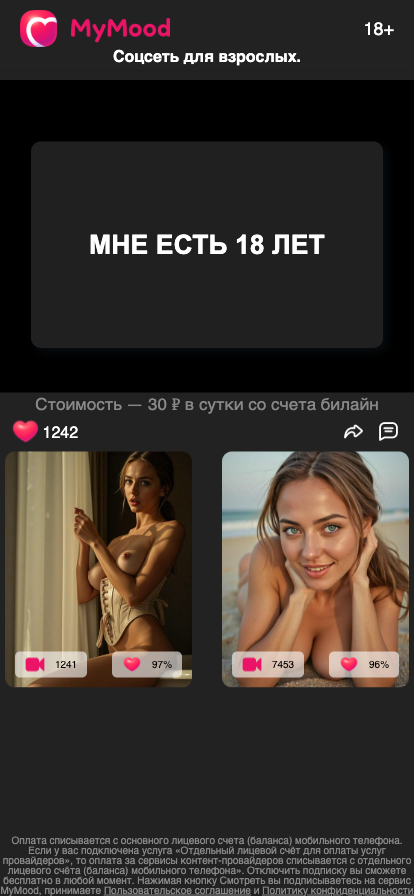 MyMood
18+
Соцсеть для взрослых.
МНЕ ЕСТЬ 18 ЛЕТ
Стоимость — 30 ₽ в сутки со счета билайн
1242
1241
97%
7453
96%
Оплата списывается с основного лицевого счета (баланса) мобильного телефона.
Если у вас подключена услуга «Отдельный лицевой счёт для оплаты услуг
провайдеров», то оплата за сервисы контент-провайдеров списывается с отдельного
лицевого счёта (баланса) мобильного телефона». Отключить подписку вы сможете
бесплатно в любой момент. Нажимая кнопку Смотреть вы подписываетесь на сервис
MyMood, принимаете Пользовательское соглашение и Политику конфиденциальности